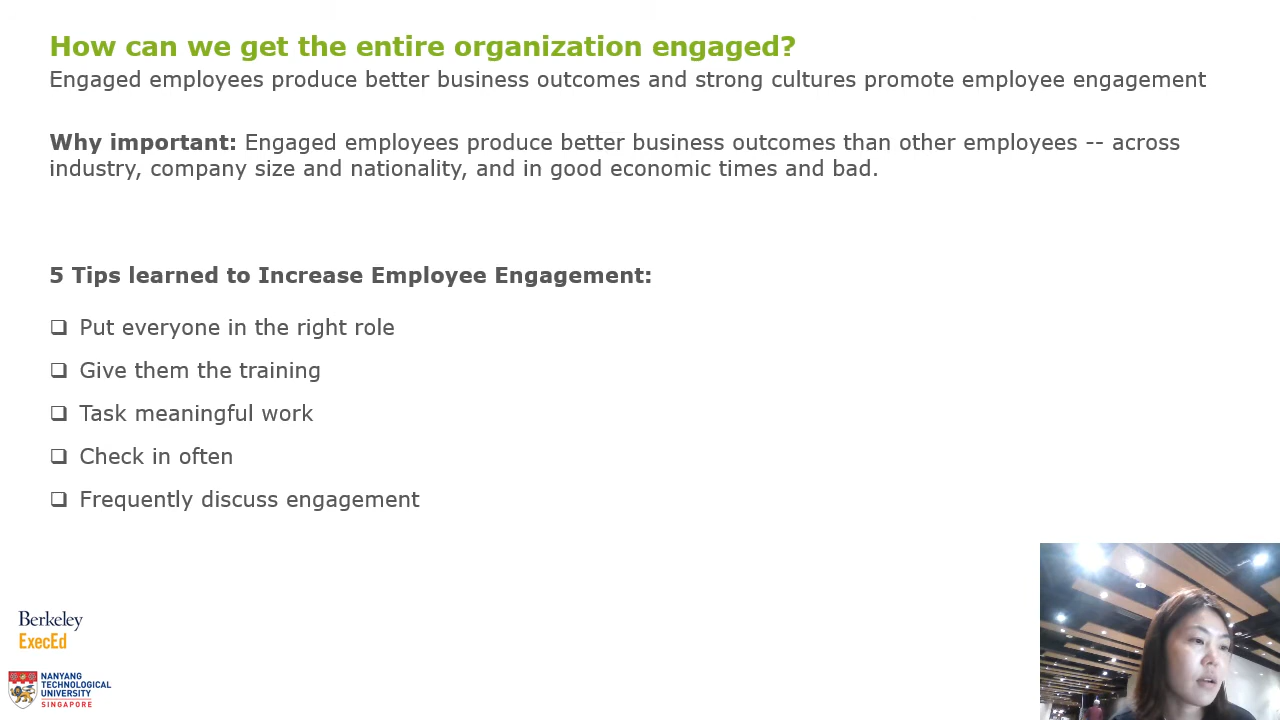 How can we get the entire organization engaged?
Engaged employees produce better business outcomes and strong cultures promote employee engagement
Why important: Engaged employees produce better business outcomes than other employees -- across
industry, company size and nationality, and in good economic times and bad.
5 Tips learned to Increase Employee Engagement:
Put everyone in the right role
Give them the training
Task meaningful work
Check in often
Frequently discuss engagement
Berkeley
ExecEd
NANYANG
TECHNOLOGICAL
UNIVERSITY
SINGAPORE